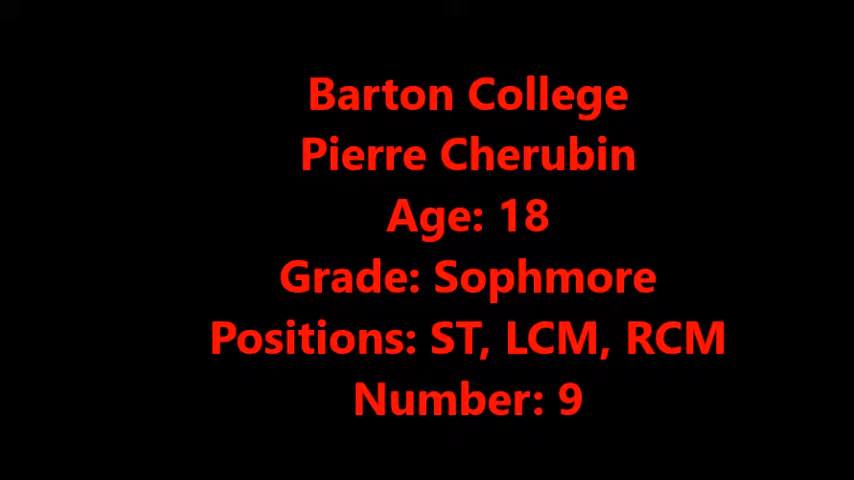 Barton College
Pierre Cherubin
Age: 18
Grade: Sophmore
Positions: ST, LCM, RCM
Number: 9